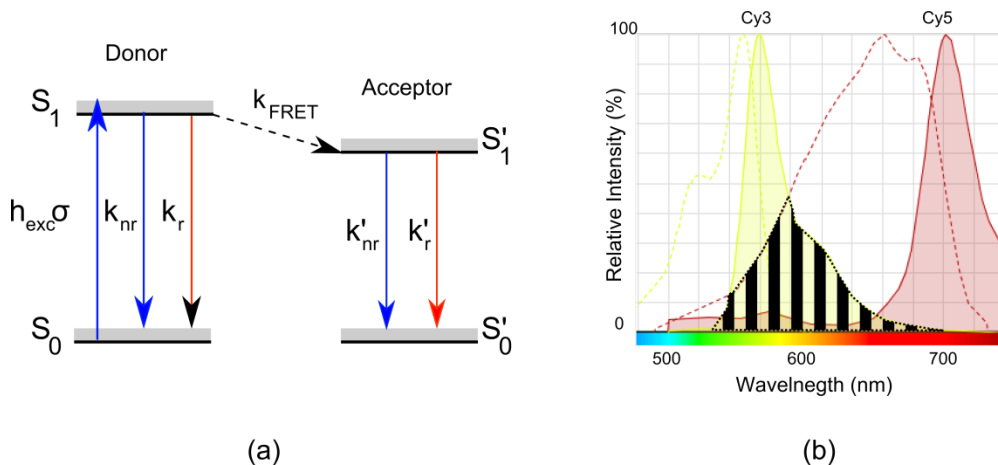 Donor
Acceptor
S1
kFRET
S'1
hexcσ
knr
kr
k'nr
k'r
S0
S'0
(a)
Cy3
Cy5
100
Relative Intensity (%)
0
500
600
700
Wavelnegth (nm)
(b)